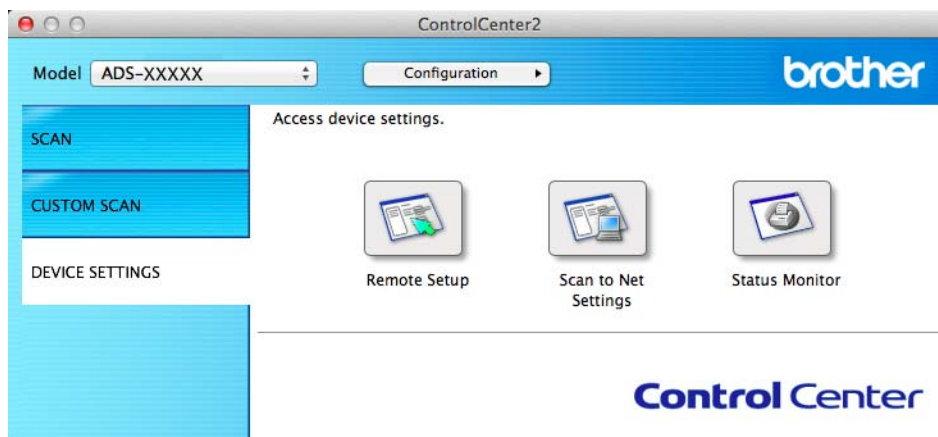 ControlCenter2
Model ADS-XXXXX Configuration brother
SCAN
CUSTOM SCAN
DEVICE SETTINGS
Access device settings.
Remote Setup
Scan to Net
Settings
Status Monitor
Control Center